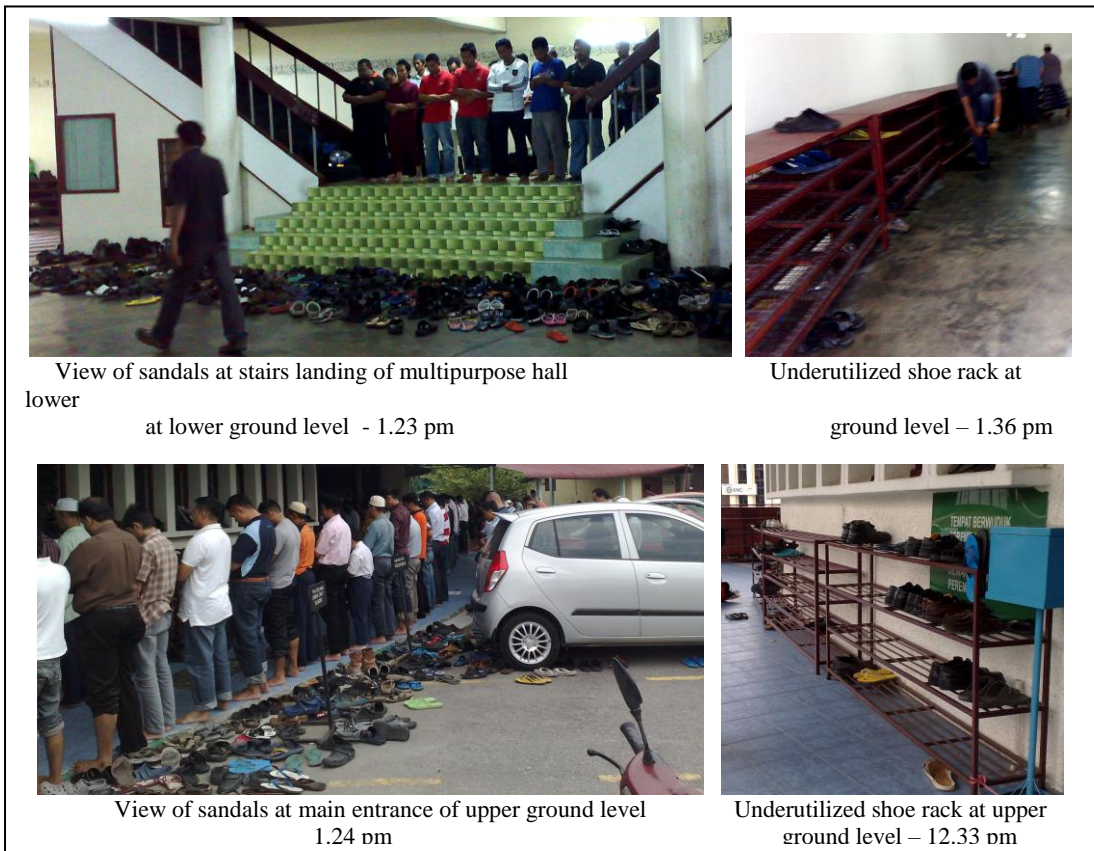 View of sandals at stairs landing of multipurpose hall
lower
at lower ground level - 1.23 pm
Underutilized shoe rack at
ground level – 1.36 pm
TEMPAT BERWUDUK
View of sandals at main entrance of upper ground level
1.24 pm
Underutilized shoe rack at upper
ground level – 12.33 pm